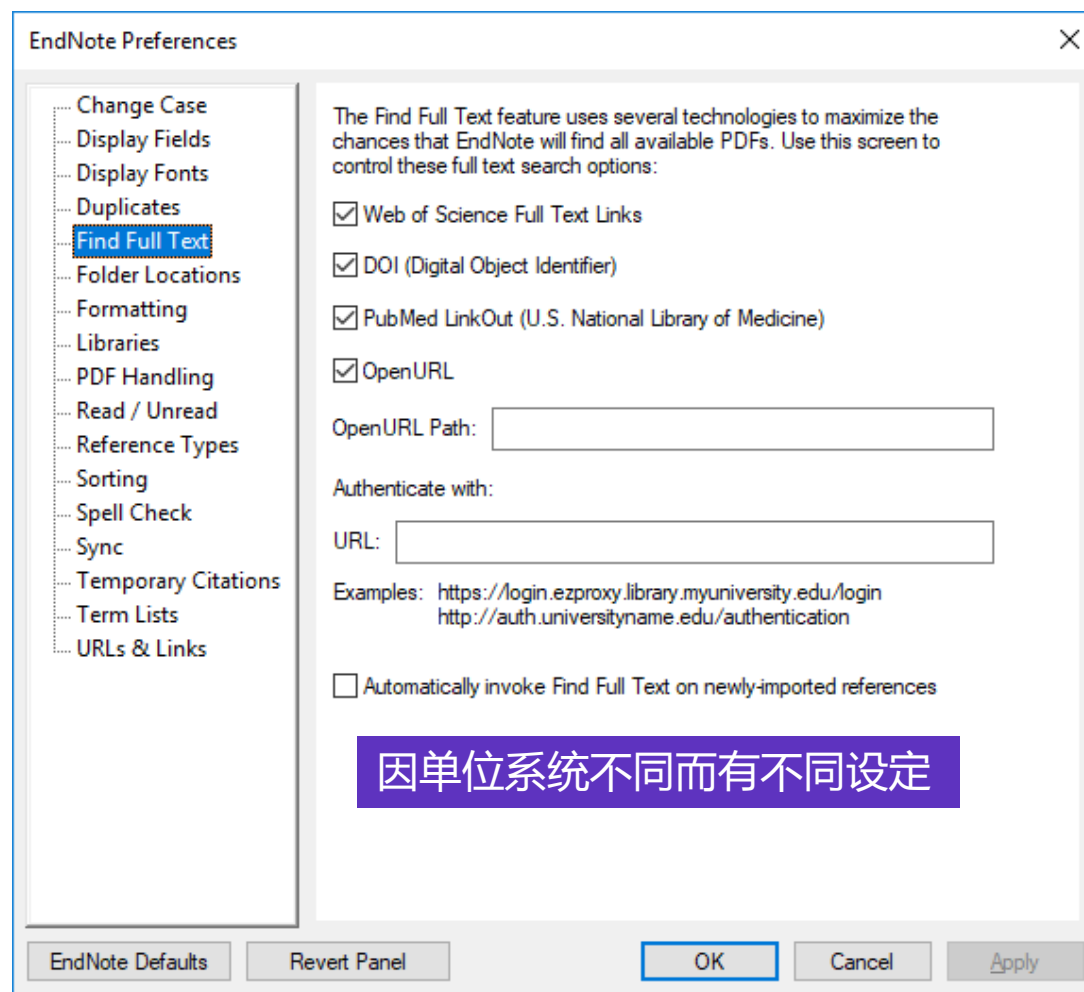 EndNote Preferences
Change Case
Display Fields
Display Fonts
Duplicates
Find Full Text
Folder Locations
Formatting
Libraries
PDF Handling
Read / Unread
Reference Types
Sorting
Spell Check
Sync
Temporary Citations
Term Lists
URLs & Links
The Find Full Text feature uses several technologies to maximize the
chances that EndNote will find all available PDFs. Use this screen to
control these full text search options:
Web of Science Full Text Links
DOI (Digital Object Identifier)
PubMed LinkOut (U.S. National Library of Medicine)
OpenURL
OpenURL Path:
Authenticate with:
URL:
Examples: https://login.ezproxy.library.myuniversity.edu/login
http://auth.universityname.edu/authentication
Automatically invoke Find Full Text on newly-imported references
因单位系统不同而有不同设定
EndNote Defaults
Revert Panel
OK
Cancel
Apply